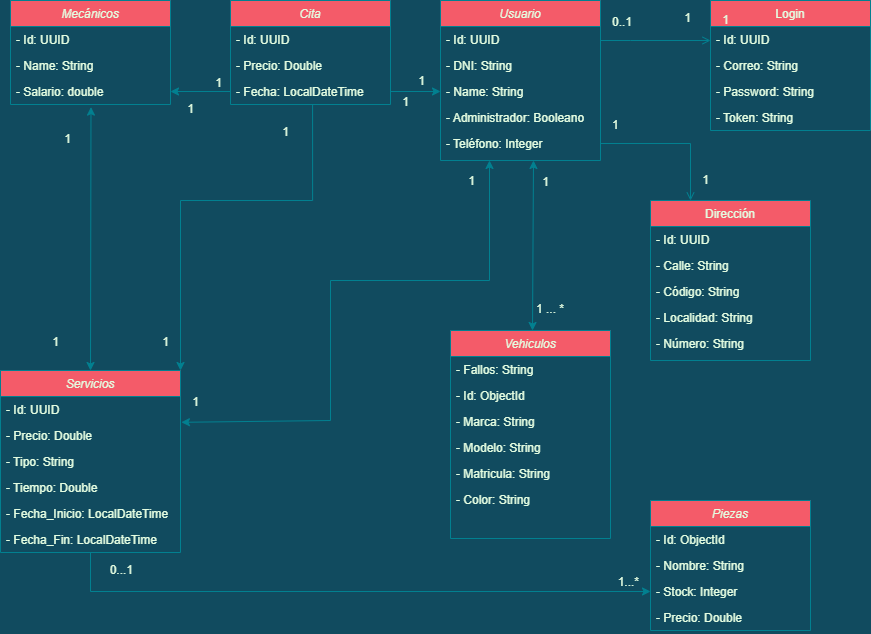 Mecánicos
- Id: UUID
- Name: String
- Salario: double
Cita
- Id: UUID
- Precio: Double
- Fecha: LocalDateTime
Usuario
- Id: UUID
- DNI: String
- Name: String
- Administrador: Booleano
- Teléfono: Integer
Login
- Id: UUID
- Correo: String
- Password: String
- Token: String
0..1
1
1
1
1
1
1
1
1
1
1
1
1
Dirección
- Id: UUID
- Calle: String
- Código: String
- Localidad: String
- Número: String
1 ... *
1
1
1
Vehiculos
- Fallos: String
- Id: ObjectId
- Marca: String
- Modelo: String
- Matricula: String
- Color: String
Servicios
- Id: UUID
- Precio: Double
- Tipo: String
- Tiempo: Double
- Fecha_Inicio: LocalDateTime
- Fecha_Fin: LocalDateTime
0...1
1...*
Piezas
- Id: ObjectId
- Nombre: String
- Stock: Integer
- Precio: Double